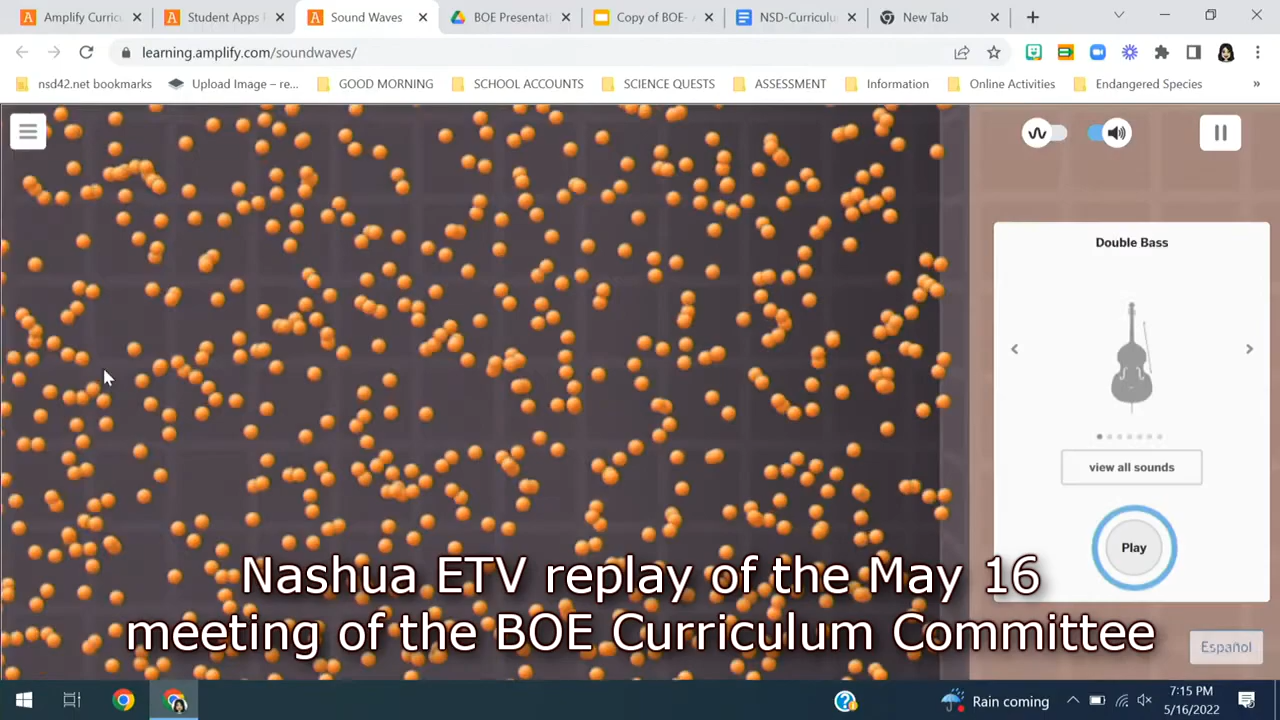 Amplify Curricu
Student Apps P
Sound Waves
BOE Presentati
Copy of BOE- A
NSD-Curriculu
New Tab
learning.amplify.com/soundwaves/
nsd42.net bookmarks
Upload Image – re...
GOOD MORNING
SCHOOL ACCOUNTS
SCIENCE QUESTS
ASSESSMENT
Information
Online Activities
Endangered Species
Double Bass
view all sounds
Play
Nashua ETV replay of the May 16
meeting of the BOE Curriculum Committee
Español
Rain coming
7:15 PM
5/16/2022